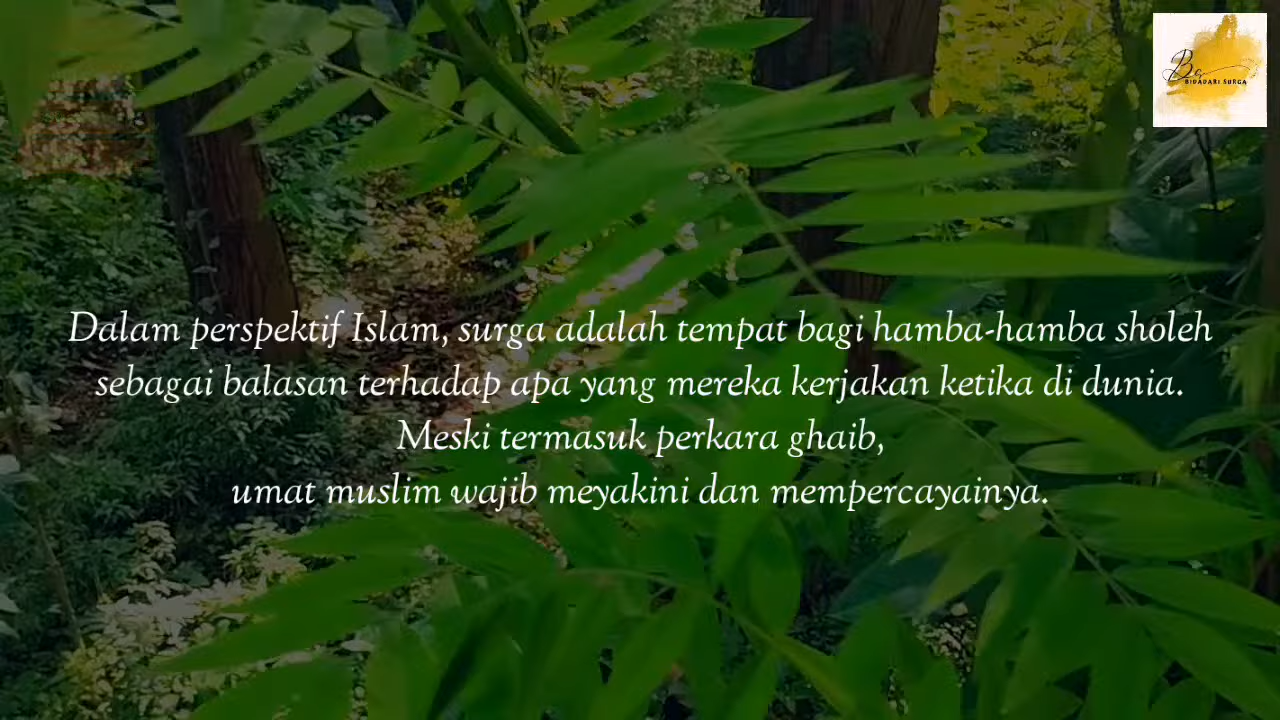 Bs
BIDADARI SURGA
Dalam perspektif Islam, surga adalah tempat bagi hamba-hamba sholeh
sebagai balasan terhadap apa yang mereka kerjakan ketika di dunia.
Meski termasuk perkara ghaib,
umat muslim wajib meyakini dan mempercayainya.